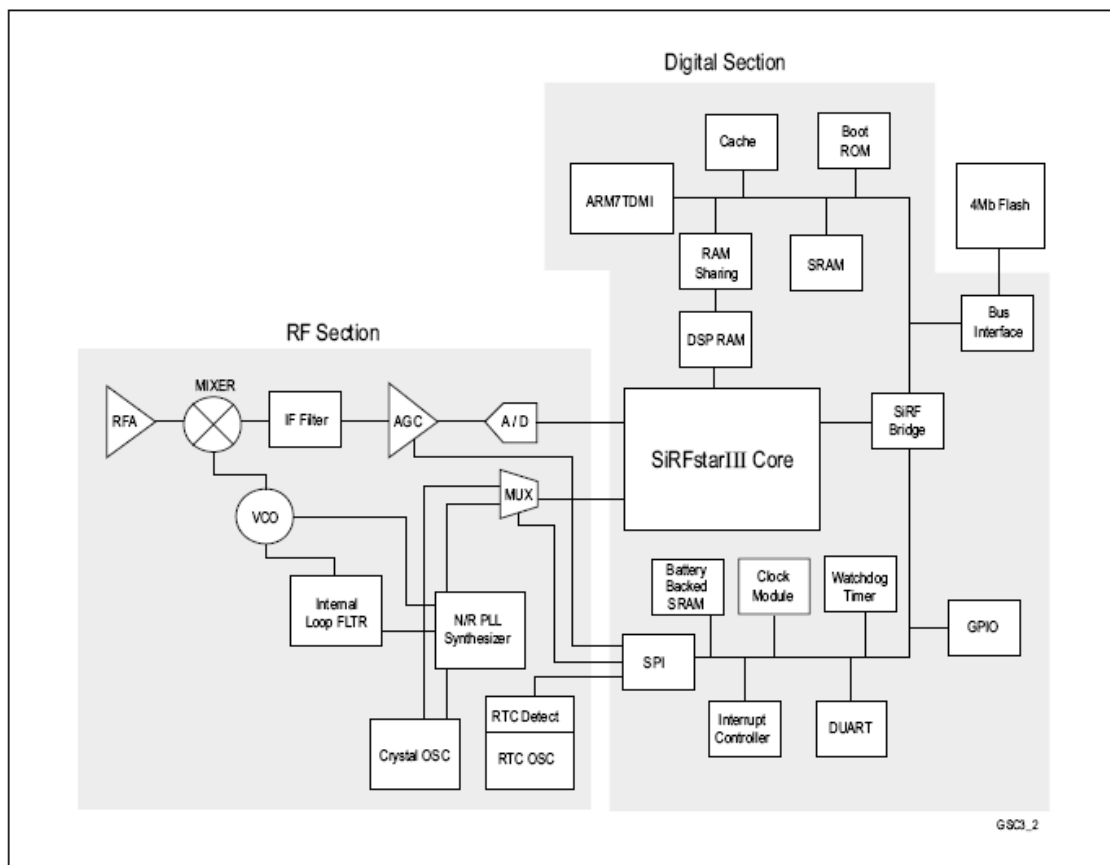 Digital Section
Cache
Boot
ROM
ARM7TDMI
4Mb Flash
RAM
Sharing
SRAM
Bus
Interface
DSP RAM
RF Section
MIXER
RFA
IF Filter
AGC
A / D
SiRFstarIII Core
SiRF
Bridge
MUX
VCO
Internal
Loop FLTR
N/R PLL
Synthesizer
Battery
Backed
SRAM
Clock
Module
Watchdog
Timer
GPIO
SPI
RTC Detect
RTC OSC
Crystal OSC
Interrupt
Controller
DUART
GSC3_2